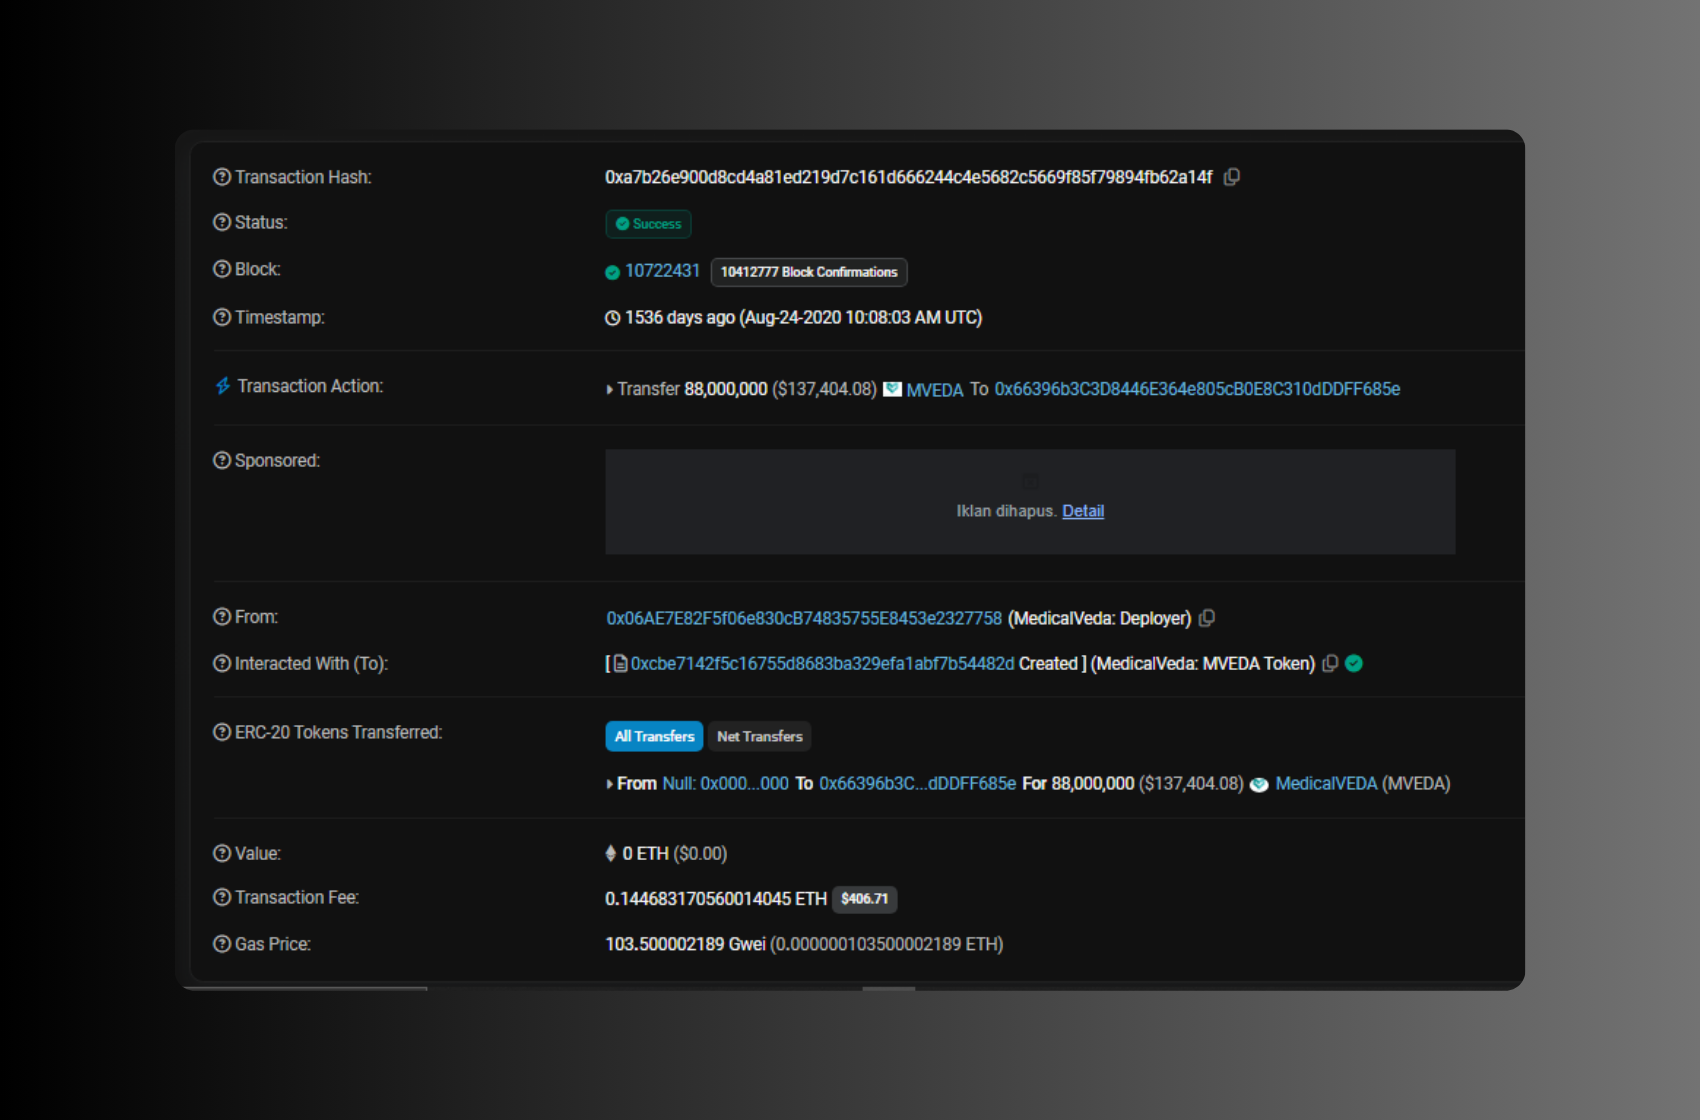 Transaction Hash: 0xa7b26e900d8cd4a81ed219d7c161d666244c4e5682c5669f85f79894fb62a14f
Status: Success
Block: 10722431 10412777 Block Confirmations
Timestamp: 1536 days ago (Aug-24-2020 10:08:03 AM UTC)
Transaction Action: Transfer 88,000,000 ($137,404.08) MVEDA To 0x66396b3C3D8446E364e805cB0E8C310dDDFF685e
Sponsored:
Iklan dihapus. Detail
From: 0x06AE7E82F5f06e830cB74835755E8453e2327758 (MedicalVeda: Deployer)
Interacted With (To): [ 0xcbe7142f5c16755d8683ba329efa1abf7b54482d Created ] (MedicalVeda: MVEDA Token)
ERC-20 Tokens Transferred: All Transfers Net Transfers
From Null: 0x000...000 To 0x66396b3C...dDDFF685e For 88,000,000 ($137,404.08) MedicalVEDA (MVEDA)
Value: 0 ETH ($0.00)
Transaction Fee: 0.144683170560014045 ETH $406.71
Gas Price: 103.500002189 Gwei (0.000000103500002189 ETH)